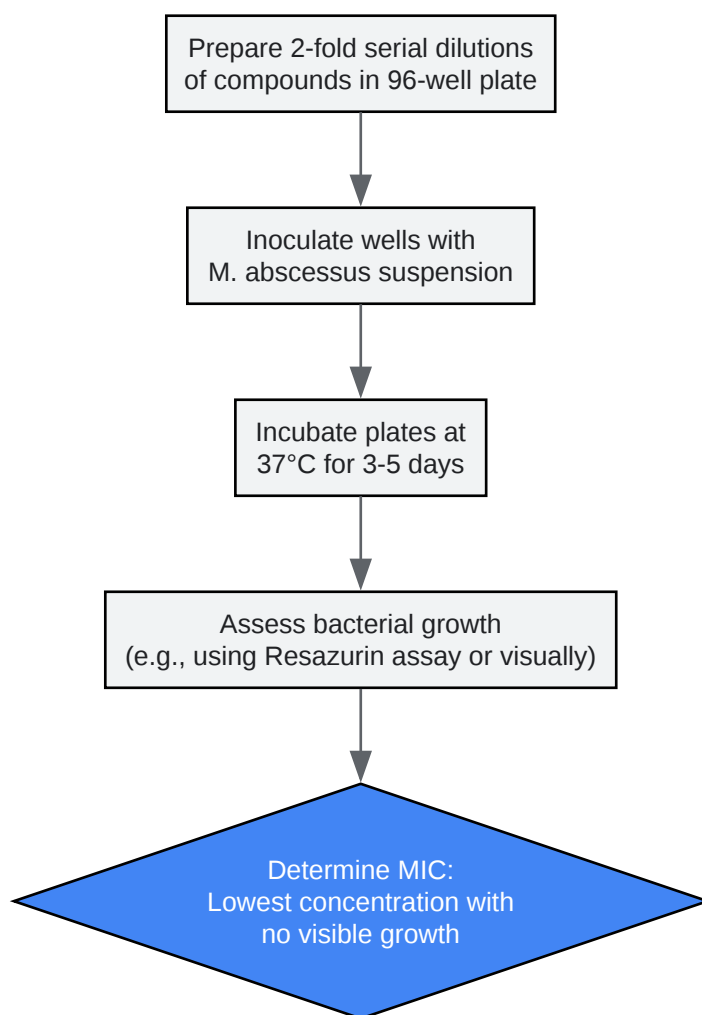 Prepare 2-fold serial dilutions
of compounds in 96-well plate
Inoculate wells with
M. abscessus suspension
Incubate plates at
37°C for 3-5 days
Assess bacterial growth
(e.g., using Resazurin assay or visually)
Determine MIC:
Lowest concentration with
no visible growth